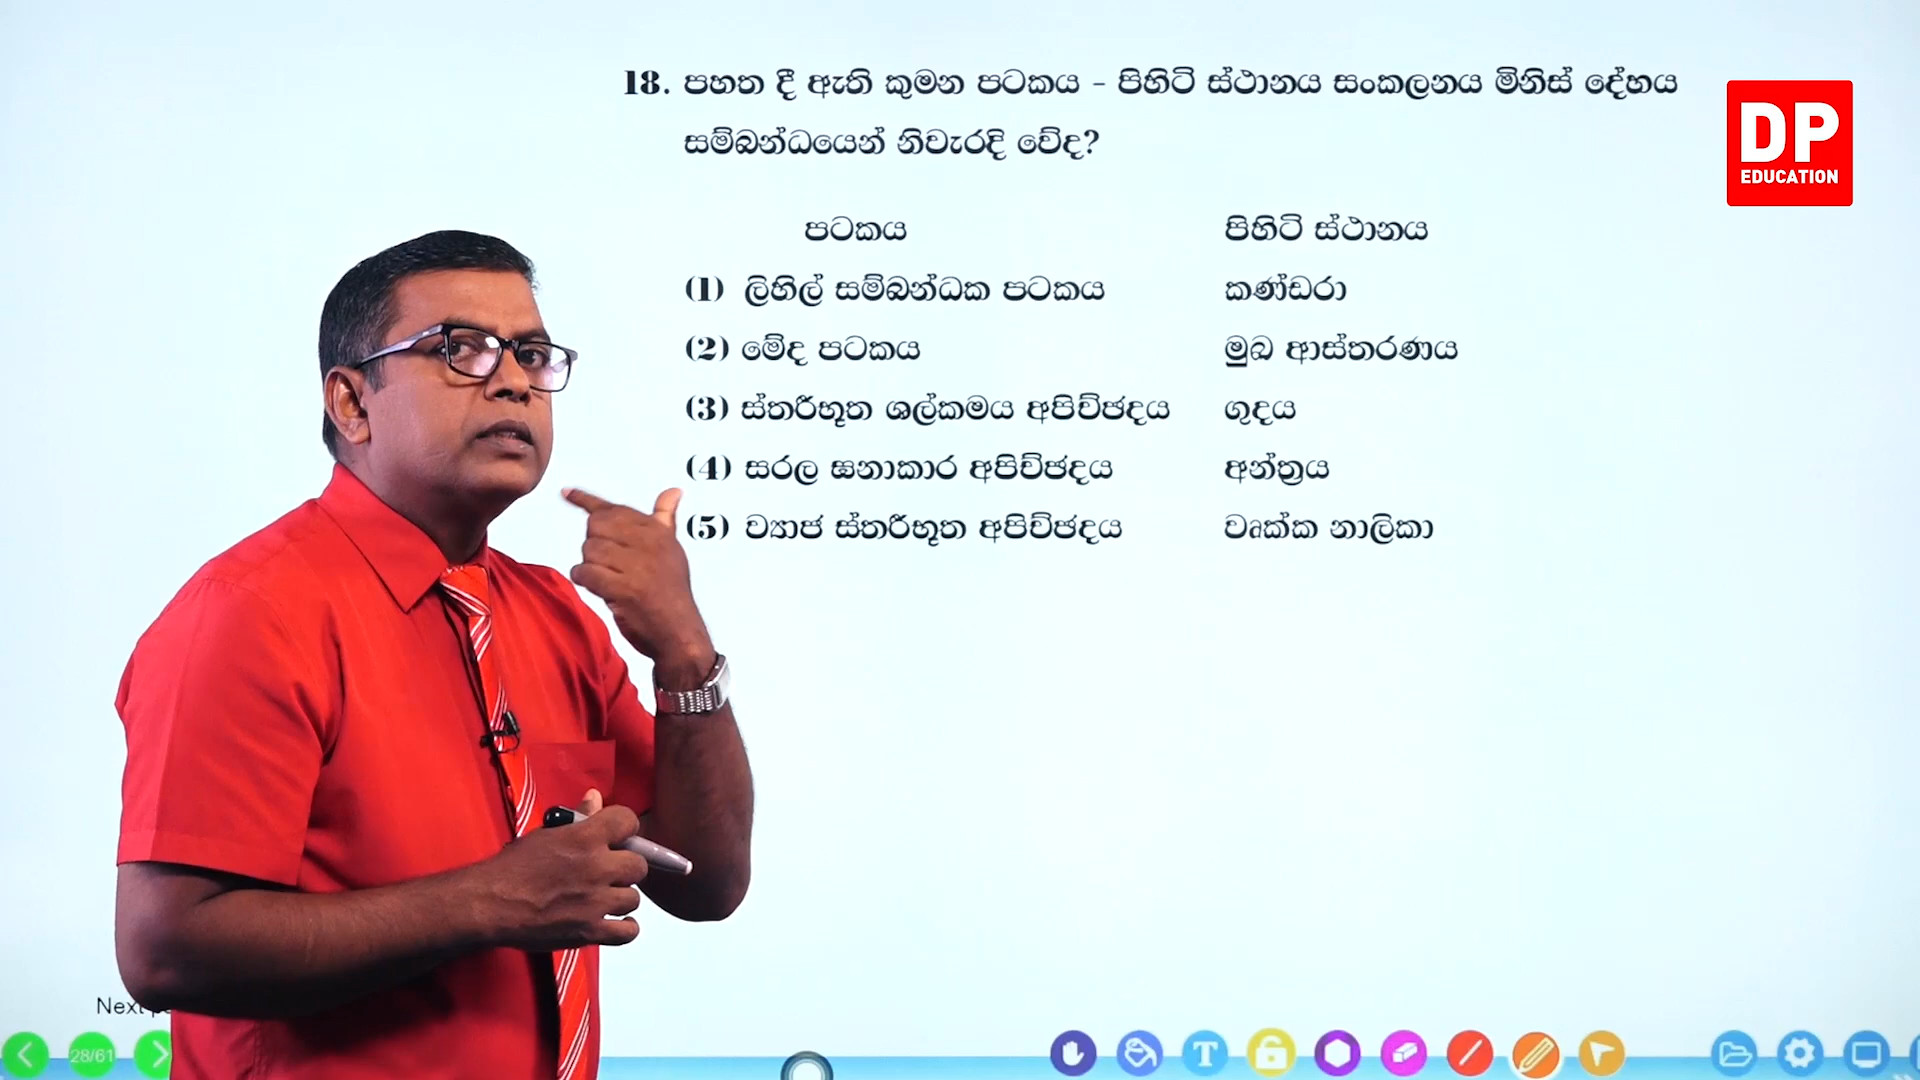 18. පහත දී ඇති කුමන පටකය - පිහිටි ස්ථානය සංකලනය මිනිස් දේහය
සම්බන්ධයෙන් නිවැරදි වේද?
DP
EDUCATION
පටකය පිහිටි ස්ථානය
(1) ලිහිල් සම්බන්ධක පටකය කණ්ඩරා
(2) මේද පටකය මුඛ ආස්තරණය
(3) ස්තරීභූත ශල්කමය අපිච්ඡදය ගුදය
(4) සරල ඝනාකාර අපිච්ඡදය අන්ත්‍රය
(5) ව්‍යාජ ස්තරීභූත අපිච්ඡදය වෘක්ක නාලිකා
Next
28/61
T